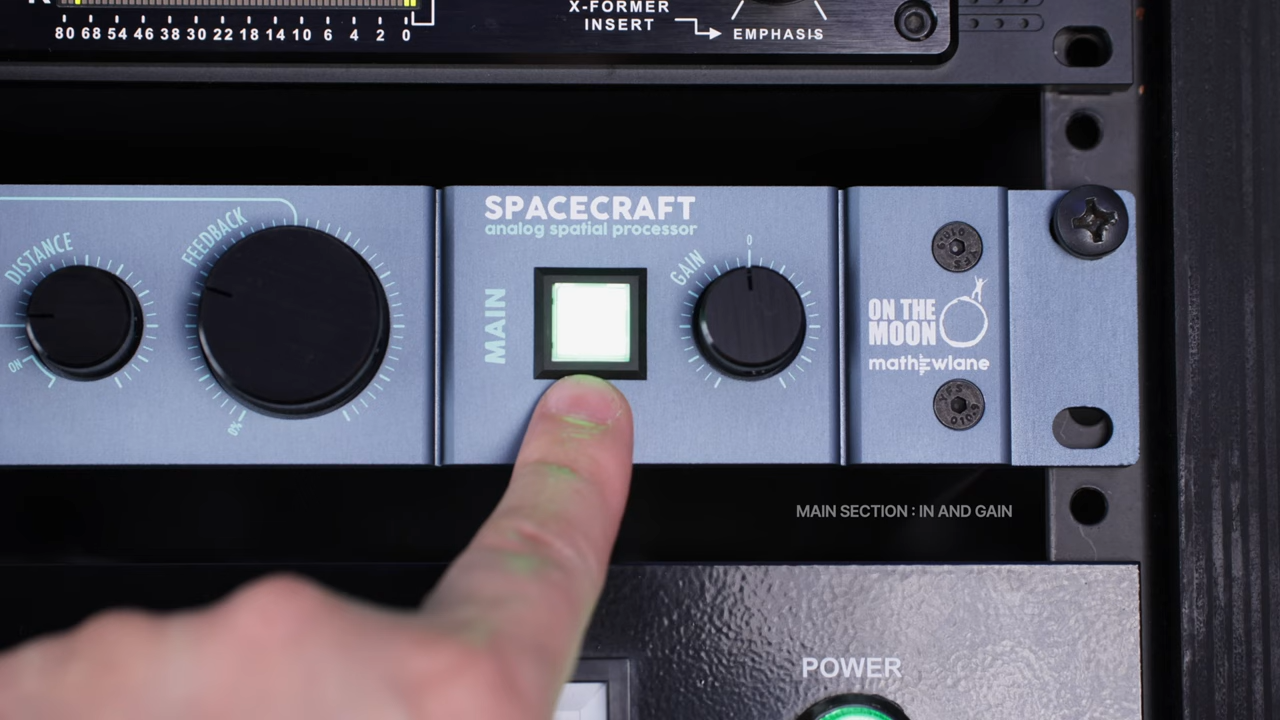 80 68 54 46 38 30 22 18 14 10 6 4 2 0
X-FORMER
INSERT
EMPHASIS
DISTANCE
FEEDBACK
ON
0%
SPACECRAFT
analog spatial processor
MAIN
GAIN
0
ON THE
MOON
mathewlane
MAIN SECTION : IN AND GAIN
POWER